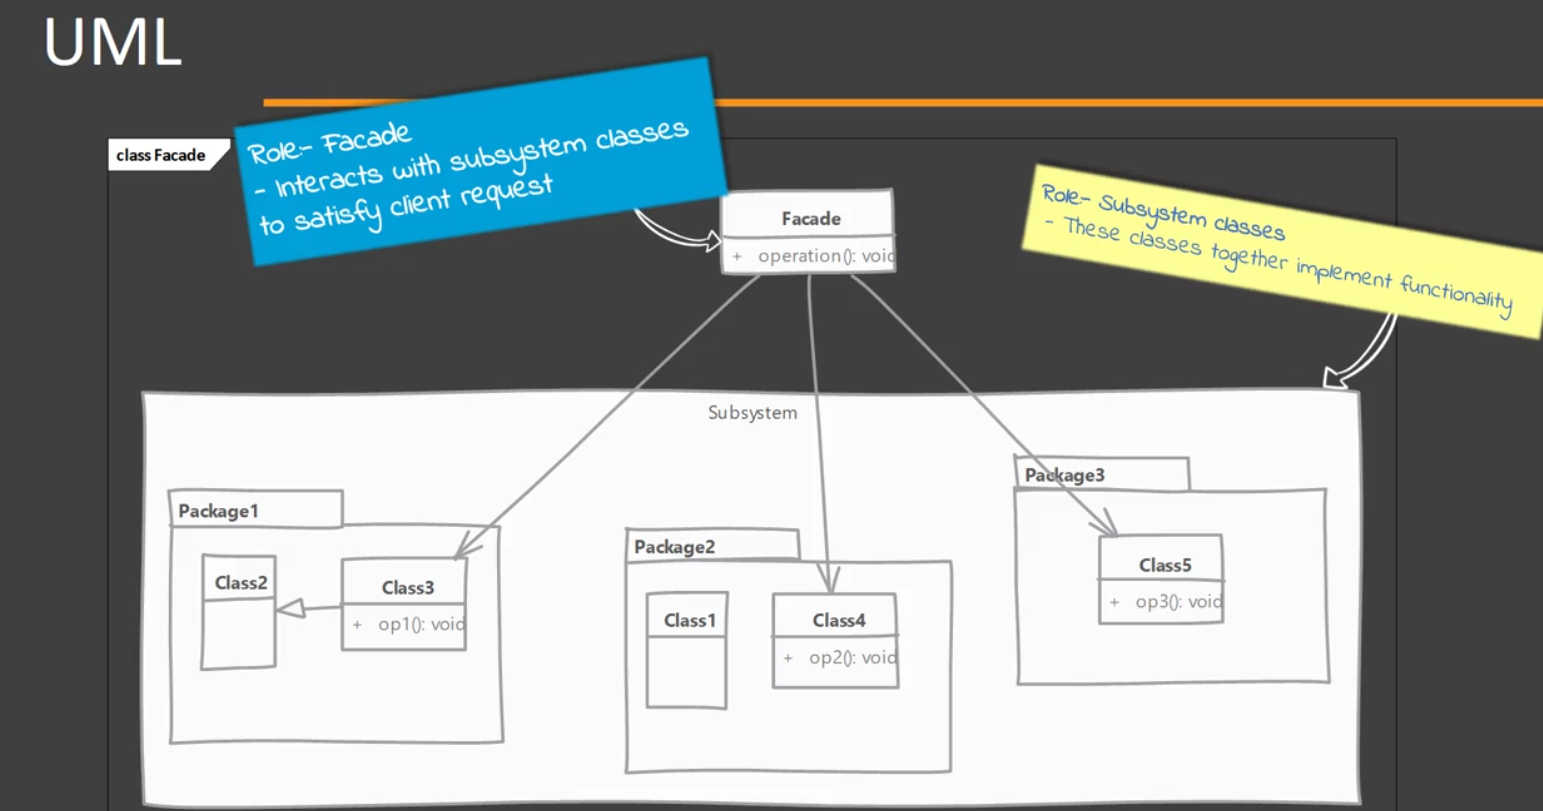 UML
class Facade
Role:- Facade
- Interacts with subsystem classes
to satisfy client request
Facade
+ operation(): void
Role:- Subsystem classes
- These classes together implement functionality
Subsystem
Package1
Class2
Class3
+ op1(): void
Package2
Class1
Class4
+ op2(): void
Package3
Class5
+ op3(): void